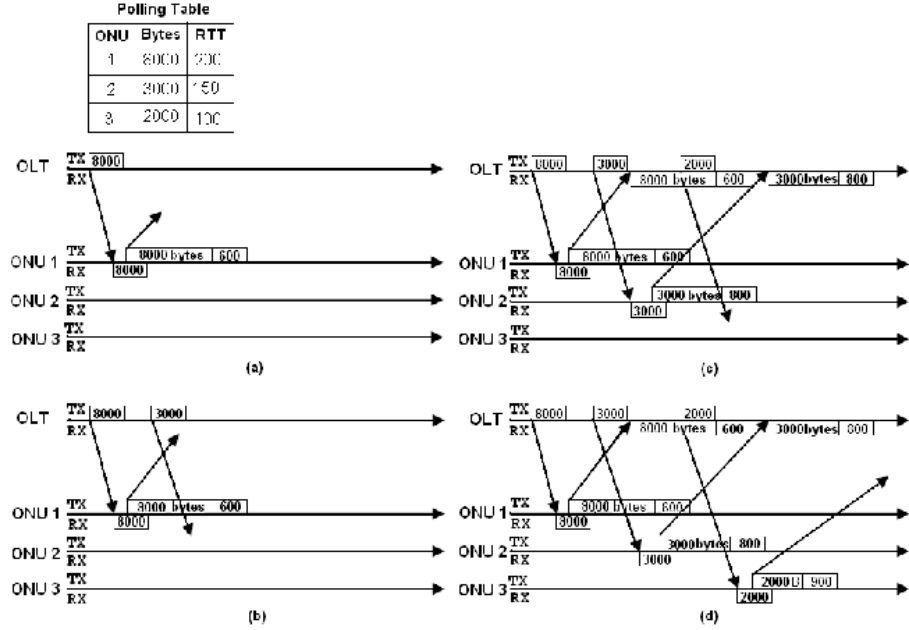 Polling Table
ONU Bytes RTT
1 8000 200
2 3000 150
3 2000 100
OLT TX 8000
RX
8000 bytes 600
ONU 1 TX
RX 8000
ONU 2 TX
RX
ONU 3 TX
RX
(a)
OLT TX 8000 3000 2000
RX 8000 bytes 600 3000bytes 800
ONU 1 TX 8000 bytes 600
RX 8000
ONU 2 TX 3000 bytes 800
RX 3000
ONU 3 TX
RX
(c)
OLT TX 8000 3000
RX
ONU 1 TX 8000 bytes 600
RX 8000
ONU 2 TX
RX
ONU 3 TX
RX
(b)
OLT TX 8000 3000 2000
RX 8000 bytes 600 3000bytes 800
ONU 1 TX 8000 bytes 600
RX 8000
ONU 2 TX 3000bytes 800
RX 3000
ONU 3 TX 2000 B 900
RX 2000
(d)